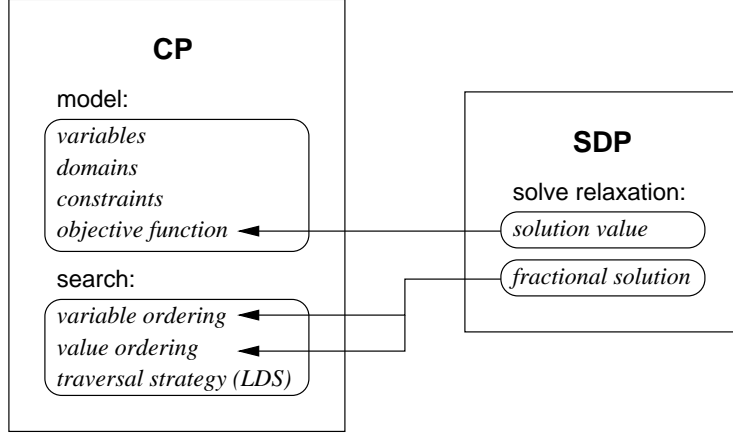 CP
model:
variables
domains
constraints
objective function
search:
variable ordering
value ordering
traversal strategy (LDS)
SDP
solve relaxation:
solution value
fractional solution